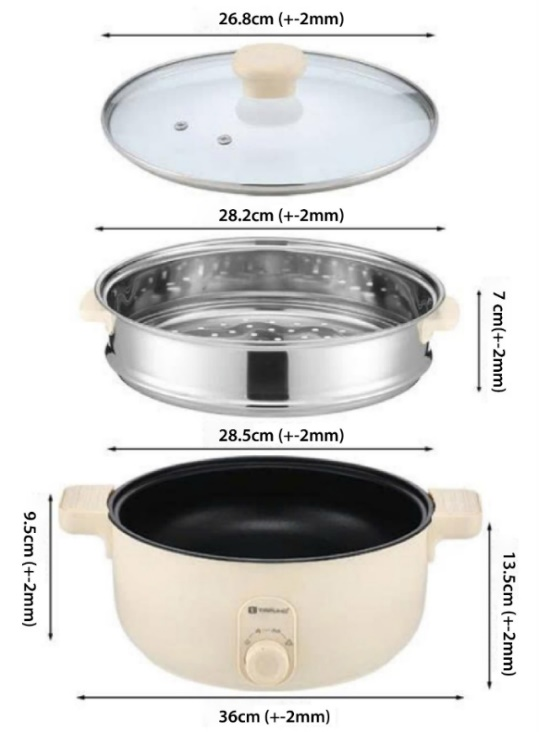 26.8cm (+-2mm)
28.2cm (+-2mm)
7 cm(+-2mm)
28.5cm (+-2mm)
9.5cm (+-2mm)
13.5cm (+-2mm)
36cm (+-2mm)